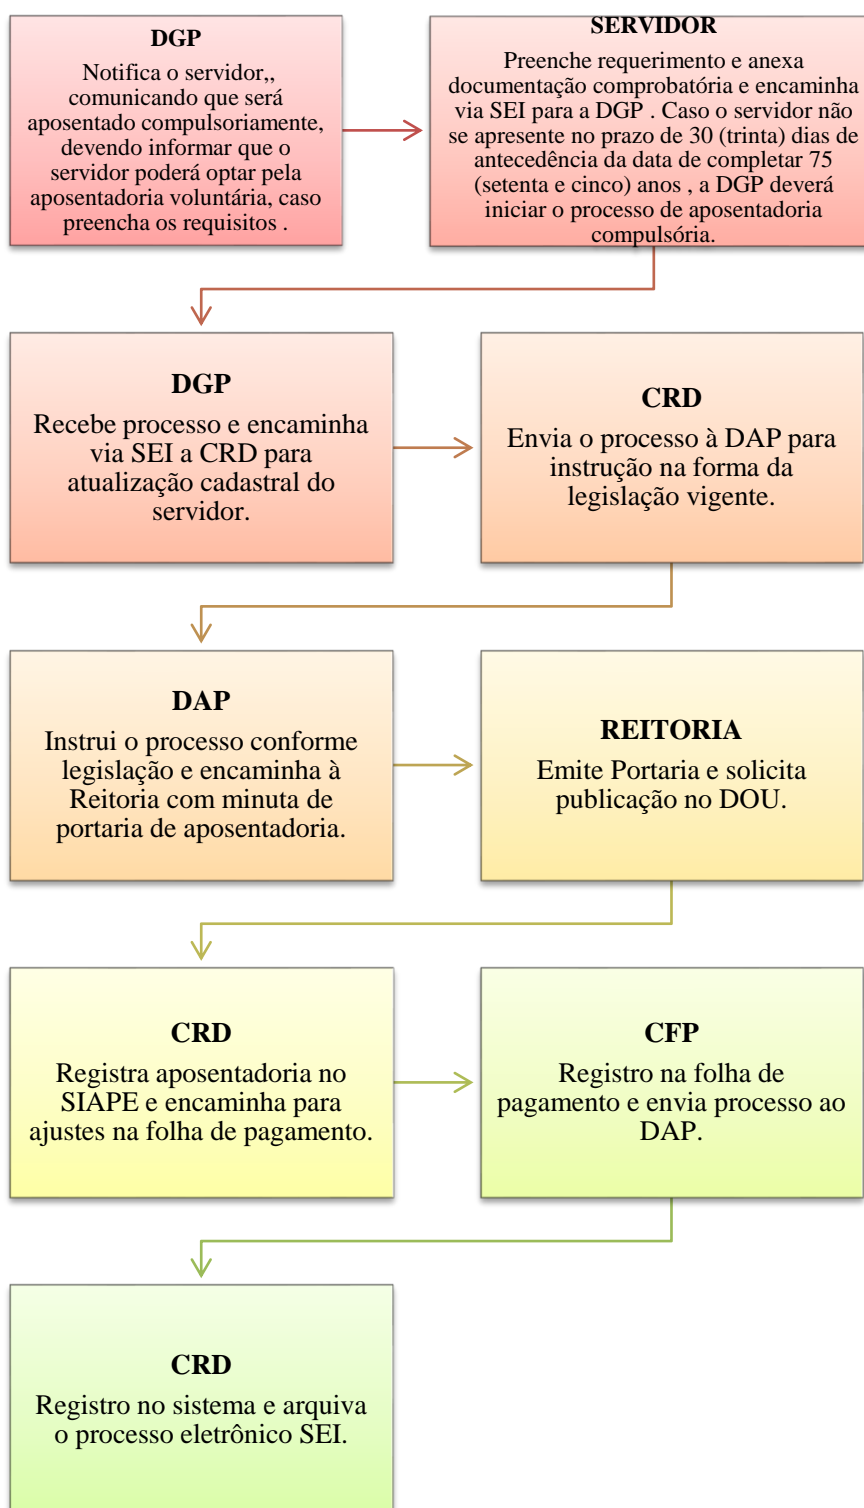 DGP
Notifica o servidor,,
comunicando que será
aposentado compulsoriamente,
devendo informar que o
servidor poderá optar pela
aposentadoria voluntária, caso
preencha os requisitos .
SERVIDOR
Preenche requerimento e anexa
documentação comprobatória e encaminha
via SEI para a DGP . Caso o servidor não
se apresente no prazo de 30 (trinta) dias de
antecedência da data de completar 75
(setenta e cinco) anos , a DGP deverá
iniciar o processo de aposentadoria
compulsória.
DGP
Recebe processo e encaminha
via SEI a CRD para
atualização cadastral do
servidor.
CRD
Envia o processo à DAP para
instrução na forma da
legislação vigente.
DAP
Instrui o processo conforme
legislação e encaminha à
Reitoria com minuta de
portaria de aposentadoria.
REITORIA
Emite Portaria e solicita
publicação no DOU.
CRD
Registra aposentadoria no
SIAPE e encaminha para
ajustes na folha de pagamento.
CFP
Registro na folha de
pagamento e envia processo ao
DAP.
CRD
Registro no sistema e arquiva
o processo eletrônico SEI.